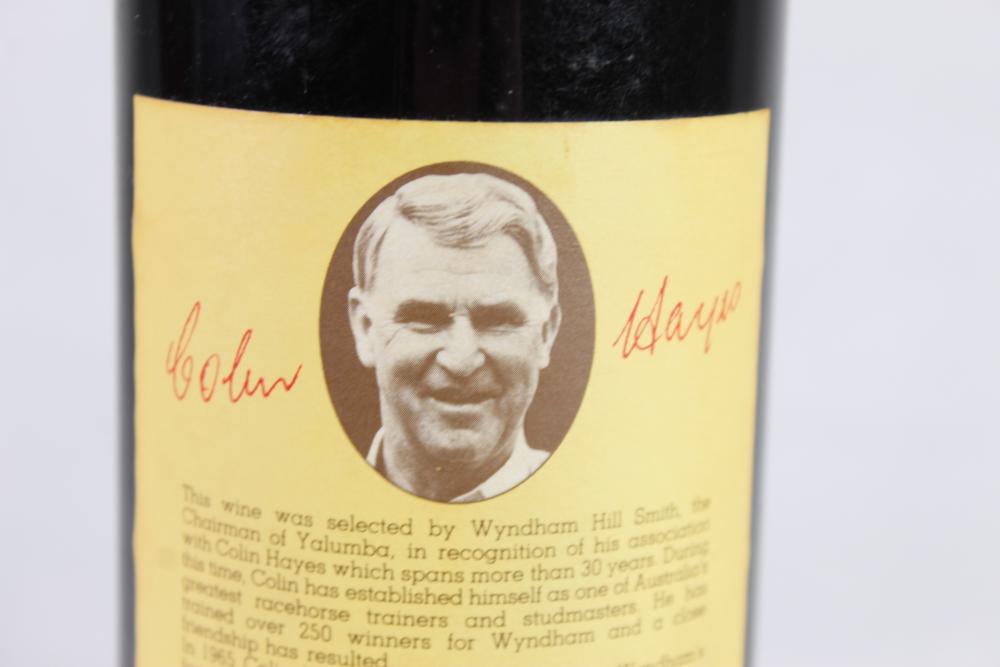 Colin Hayes
This wine was selected by Wyndham Hill Smith, the
Chairman of Yalumba, in recognition of his association
with Colin Hayes which spans more than 30 years. During
this time, Colin has established himself as one of Australia's
greatest racehorse trainers and studmasters. He has
trained over 250 winners for Wyndham and a close
friendship has resulted.
In 1965 Wyndham's